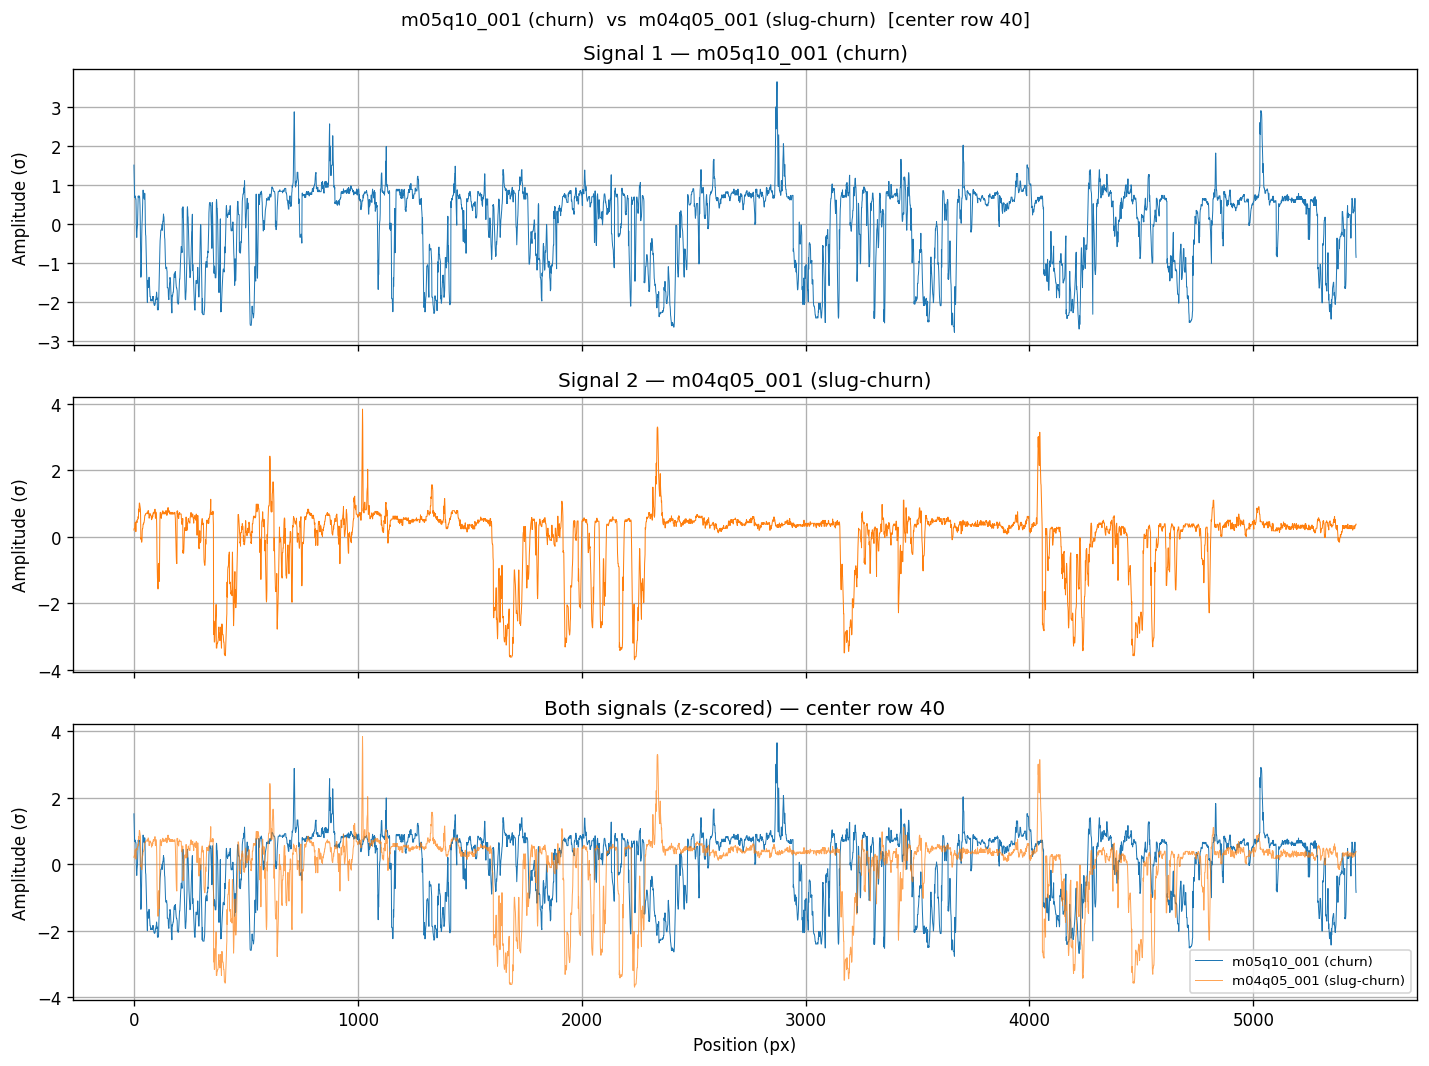 m05q10_001 (churn)  vs  m04q05_001 (slug-churn)  [center row 40]
Signal 1 — m05q10_001 (churn)
Amplitude (σ)
3
2
1
0
−1
−2
−3
Signal 2 — m04q05_001 (slug-churn)
Amplitude (σ)
4
2
0
−2
−4
Both signals (z-scored) — center row 40
Amplitude (σ)
4
2
0
−2
−4
m05q10_001 (churn)
m04q05_001 (slug-churn)
0 1000 2000 3000 4000 5000
Position (px)